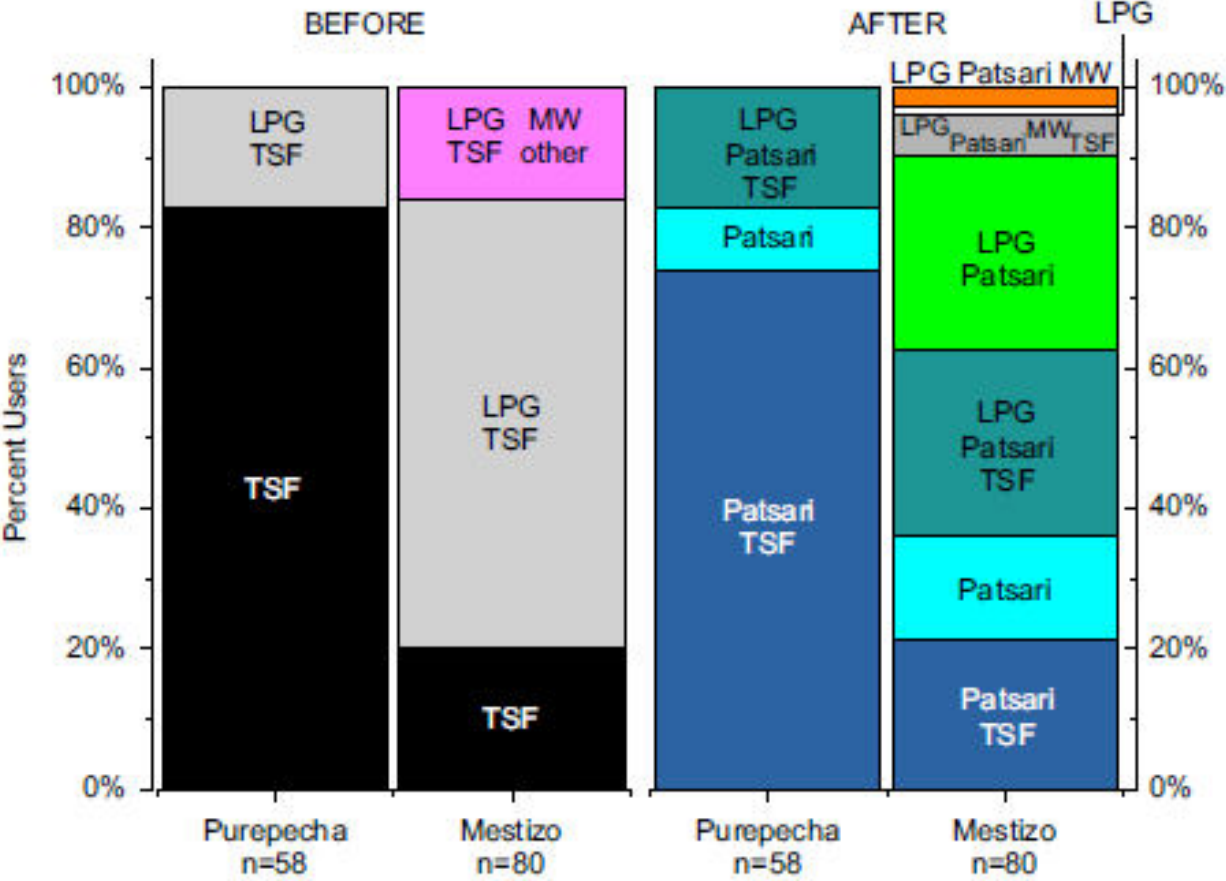 BEFORE
AFTER
LPG
100%
80%
60%
40%
20%
0%
Percent Users
LPG
TSF
TSF
LPG MW
TSF other
LPG
TSF
TSF
LPG
Patsari
TSF
Patsari
Patsari
TSF
LPG Patsari MW
LPG Patsari MW TSF
LPG
Patsari
LPG
Patsari
TSF
Patsari
Patsari
TSF
100%
80%
60%
40%
20%
0%
Purepecha
n=58
Mestizo
n=80
Purepecha
n=58
Mestizo
n=80